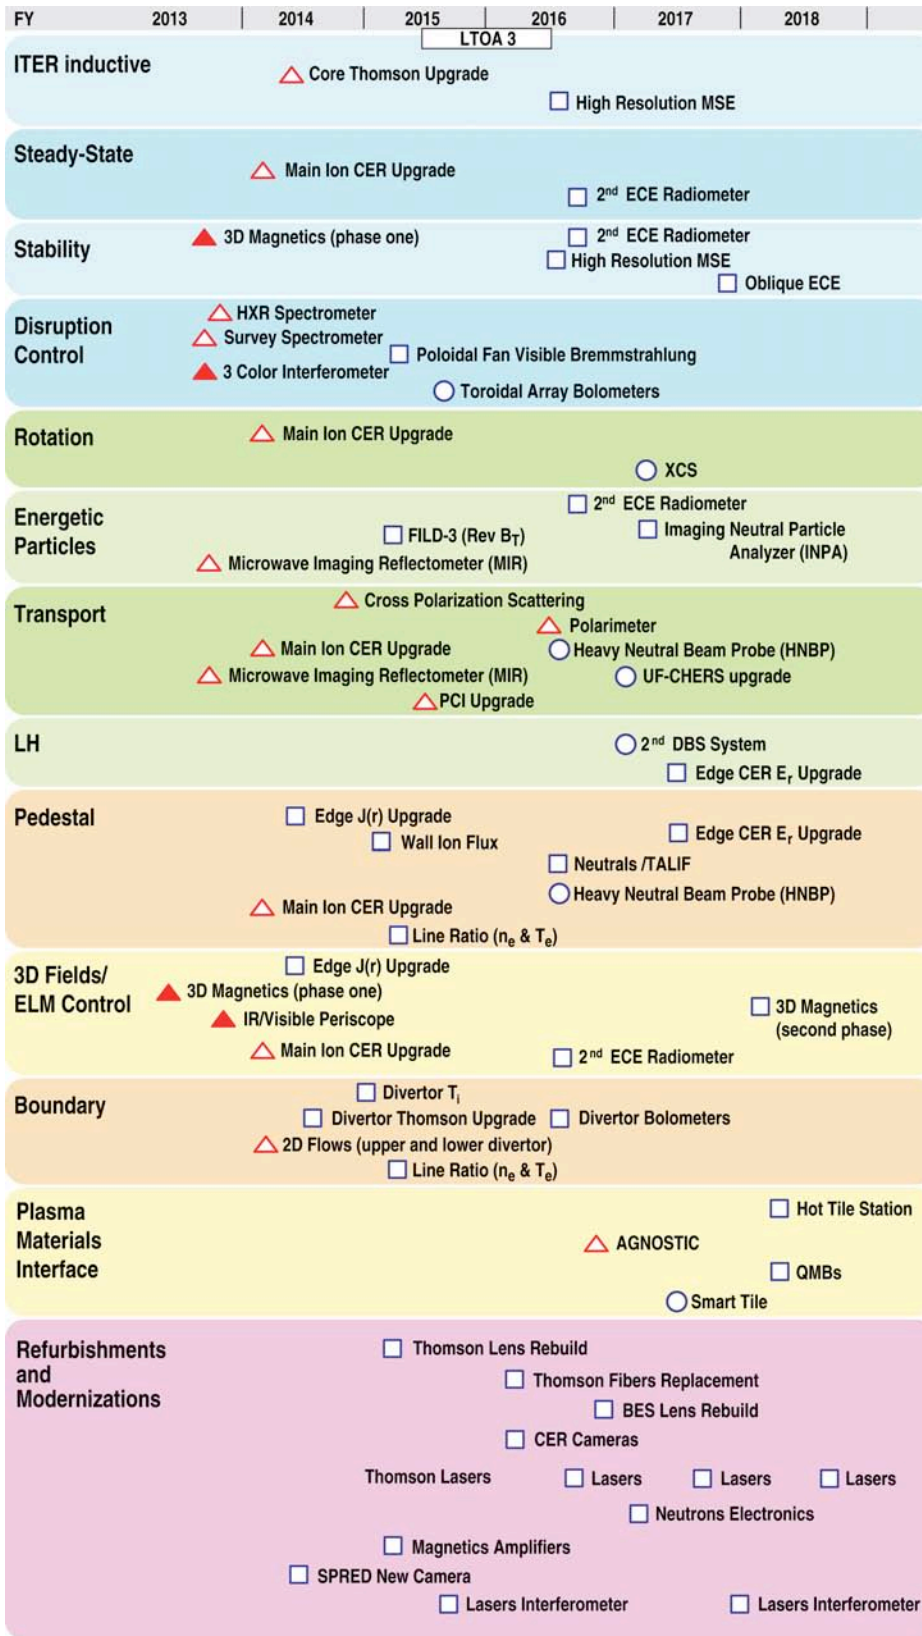 FY 2013 2014 2015 2016 2017 2018
LTOA 3
ITER inductive
Core Thomson Upgrade
High Resolution MSE
Steady-State
Main Ion CER Upgrade
2nd ECE Radiometer
Stability
3D Magnetics (phase one)
2nd ECE Radiometer
High Resolution MSE
Oblique ECE
Disruption
Control
HXR Spectrometer
Survey Spectrometer
Poloidal Fan Visible Bremmstrahlung
3 Color Interferometer
Toroidal Array Bolometers
Rotation
Main Ion CER Upgrade
XCS
Energetic
Particles
2nd ECE Radiometer
FILD-3 (Rev BT)
Imaging Neutral Particle
Analyzer (INPA)
Microwave Imaging Reflectometer (MIR)
Transport
Cross Polarization Scattering
Polarimeter
Main Ion CER Upgrade
Heavy Neutral Beam Probe (HNBP)
Microwave Imaging Reflectometer (MIR)
UF-CHERS upgrade
PCI Upgrade
LH
2nd DBS System
Edge CER Er Upgrade
Pedestal
Edge J(r) Upgrade
Edge CER Er Upgrade
Wall Ion Flux
Neutrals /TALIF
Heavy Neutral Beam Probe (HNBP)
Main Ion CER Upgrade
Line Ratio (ne & Te)
3D Fields/
ELM Control
Edge J(r) Upgrade
3D Magnetics (phase one)
3D Magnetics
(second phase)
IR/Visible Periscope
Main Ion CER Upgrade
2nd ECE Radiometer
Boundary
Divertor Ti
Divertor Thomson Upgrade
Divertor Bolometers
2D Flows (upper and lower divertor)
Line Ratio (ne & Te)
Plasma
Materials
Interface
Hot Tile Station
AGNOSTIC
QMBs
Smart Tile
Refurbishments
and
Modernizations
Thomson Lens Rebuild
Thomson Fibers Replacement
BES Lens Rebuild
CER Cameras
Thomson Lasers Lasers Lasers Lasers
Neutrons Electronics
Magnetics Amplifiers
SPRED New Camera
Lasers Interferometer Lasers Interferometer